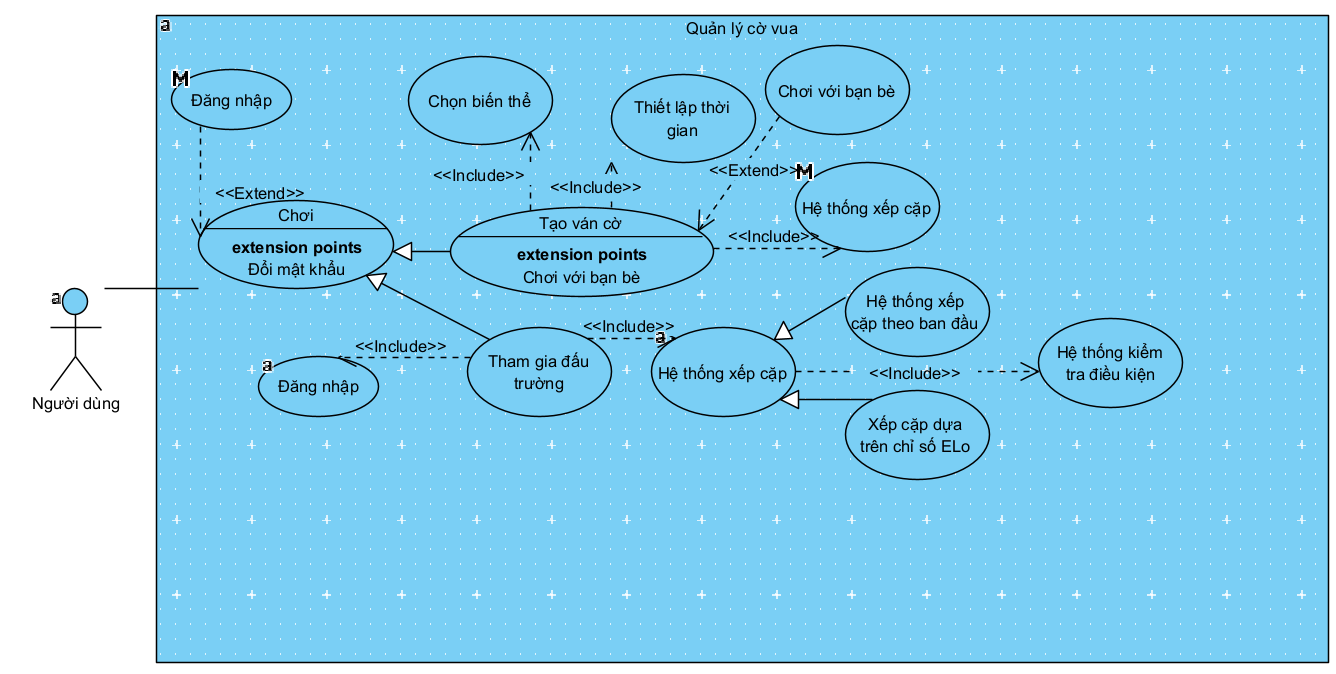 a
Quản lý cờ vua
M
Đăng nhập
Chọn biến thể
Thiết lập thời
gian
Chơi với bạn bè
<<Include>>
<<Include>>
<<Extend>>
M
<<Extend>>
Chơi
extension points
Đổi mật khẩu
Tạo ván cờ
extension points
Chơi với bạn bè
<<Include>>
Hệ thống xếp cặp
a
Người dùng
<<Include>>
a
Đăng nhập
Tham gia đấu
trường
<<Include>>
a
Hệ thống xếp cặp
Hệ thống xếp
cặp theo ban đầu
<<Include>>
Hệ thống kiểm
tra điều kiện
Xếp cặp dựa
trên chỉ số ELo